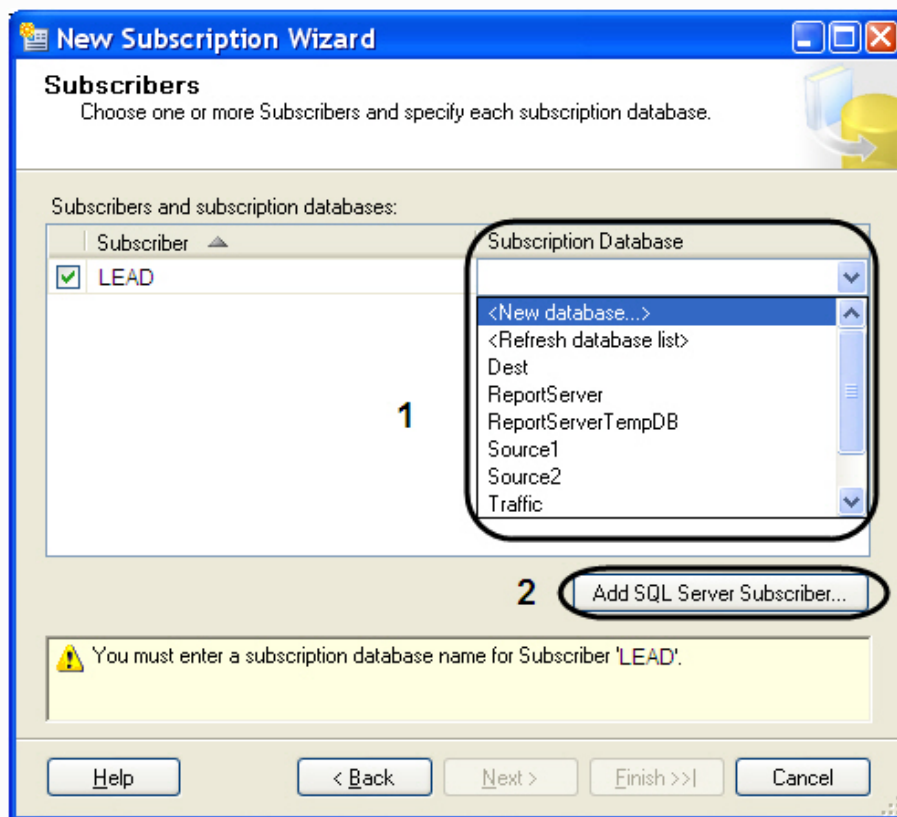 New Subscription Wizard
Subscribers
Choose one or more Subscribers and specify each subscription database.
Subscribers and subscription databases:
Subscriber
Subscription Database
LEAD
<New database...>
<Refresh database list>
Dest
ReportServer
ReportServerTempDB
Source1
Source2
Traffic
1
2
Add SQL Server Subscriber...
You must enter a subscription database name for Subscriber 'LEAD'.
Help
< Back
Next >
Finish >>|
Cancel